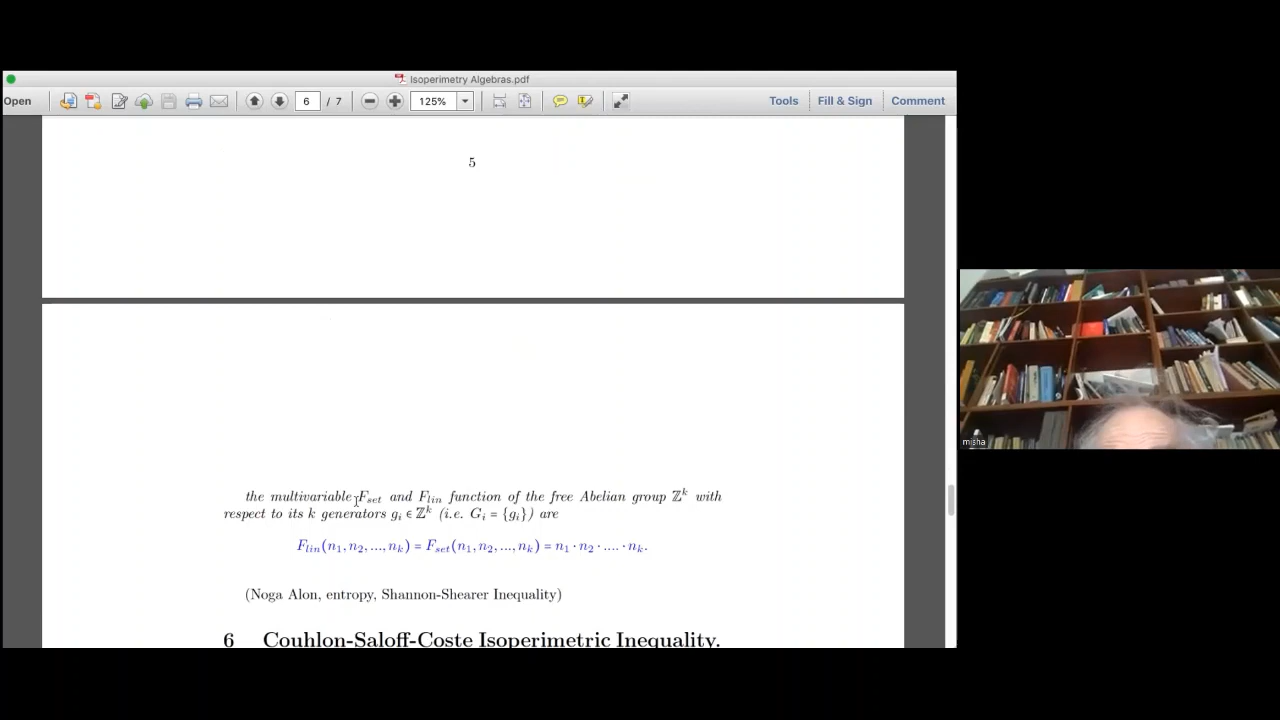 Isoperimetry Algebras.pdf
Open 6 / 7 125% Tools Fill & Sign Comment
5
the multivariable F_set and F_lin function of the free Abelian group ℤ^k with
respect to its k generators g_i ∈ ℤ^k (i.e. G_i = {g_i}) are
F_lin(n_1, n_2, ..., n_k) = F_set(n_1, n_2, ..., n_k) = n_1 · n_2 · .... · n_k.
(Noga Alon, entropy, Shannon-Shearer Inequality)
6 Couhlon-Saloff-Coste Isoperimetric Inequality.
misha